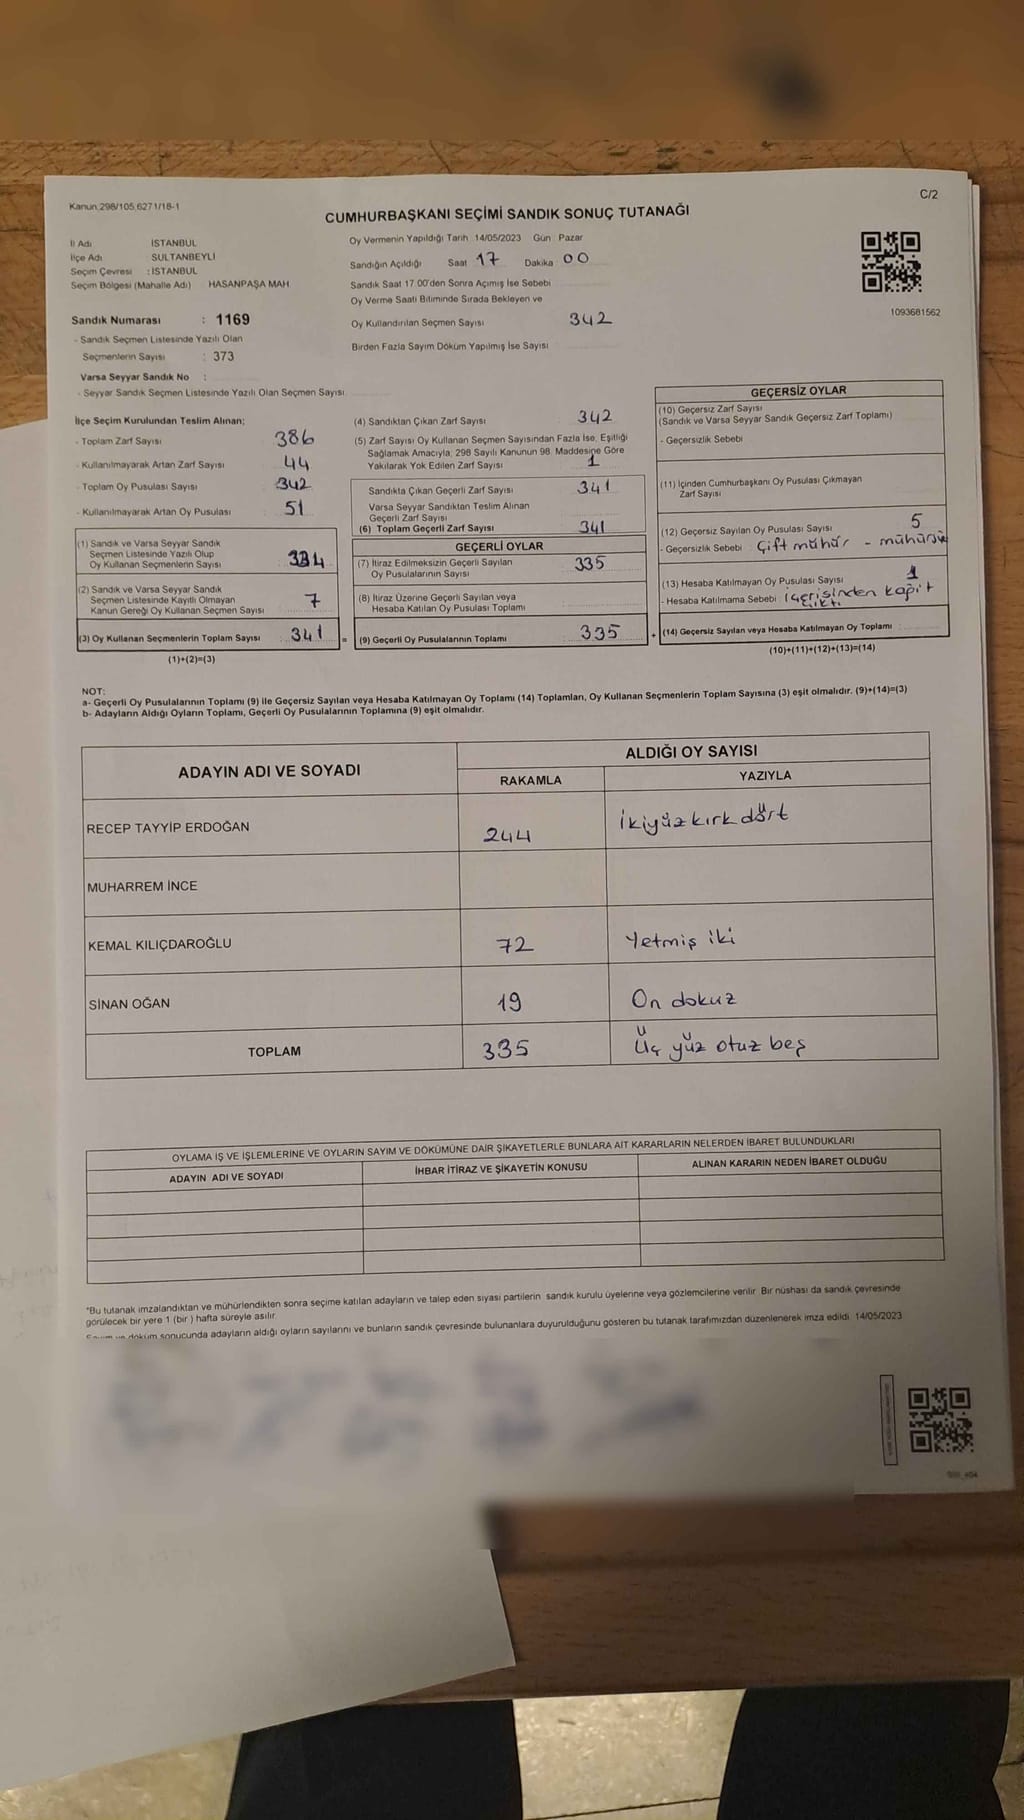 Kanun,298/105,6271/18-1
C/2
CUMHURBAŞKANI SEÇİMİ SANDIK SONUÇ TUTANAĞI
İl Adı İSTANBUL
İlçe Adı SULTANBEYLİ
Seçim Çevresi : İSTANBUL
Seçim Bölgesi (Mahalle Adı) HASANPAŞA MAH.
Sandık Numarası : 1169
- Sandık Seçmen Listesinde Yazılı Olan
Seçmenlerin Sayısı : 373
Varsa Seyyar Sandık No :
- Seyyar Sandık Seçmen Listesinde Yazılı Olan Seçmen Sayısı
Oy Vermenin Yapıldığı Tarih 14/05/2023 Gün Pazar
Sandığın Açıldığı Saat 17 Dakika 00
Sandık Saat 17 00'den Sonra Açımış İse Sebebi
Oy Verme Saati Bitiminde Sırada Bekleyen ve
Oy Kullandırılan Seçmen Sayısı 342
Birden Fazla Sayım Döküm Yapılmış İse Sayısı
1093681562
İlçe Seçim Kurulundan Teslim Alınan;
- Toplam Zarf Sayısı 386
- Kullanılmayarak Artan Zarf Sayısı 44
- Toplam Oy Pusulası Sayısı 342
- Kullanılmayarak Artan Oy Pusulası 51
(1) Sandık ve Varsa Seyyar Sandık
Seçmen Listesinde Yazılı Olup
Oy Kullanan Seçmenlerin Sayısı 334
(2) Sandık ve Varsa Seyyar Sandık
Seçmen Listesinde Kayıtlı Olmayan
Kanun Gereği Oy Kullanan Seçmen Sayısı 7
(3) Oy Kullanan Seçmenlerin Toplam Sayısı 341 =
(1)+(2)=(3)
(4) Sandıktan Çıkan Zarf Sayısı 342
(5) Zarf Sayısı Oy Kullanan Seçmen Sayısından Fazla İse, Eşitliği
Sağlamak Amacıyla, 298 Sayılı Kanunun 98. Maddesine Göre
Yakılarak Yok Edilen Zarf Sayısı 1
Sandıkta Çıkan Geçerli Zarf Sayısı 341
Varsa Seyyar Sandıktan Teslim Alınan
Geçerli Zarf Sayısı
(6) Toplam Geçerli Zarf Sayısı 341
GEÇERLİ OYLAR
(7) İtiraz Edilmeksizin Geçerli Sayılan
Oy Pusulalarının Sayısı 335
(8) İtiraz Üzerine Geçerli Sayılan veya
Hesaba Katılan Oy Pusulası Toplamı
(9) Geçerli Oy Pusulalarının Toplamı 335 +
GEÇERSİZ OYLAR
(10) Geçersiz Zarf Sayısı
(Sandık ve Varsa Seyyar Sandık Geçersiz Zarf Toplamı)
- Geçersizlik Sebebi
(11) İçinden Cumhurbaşkanı Oy Pusulası Çıkmayan
Zarf Sayısı
(12) Geçersiz Sayılan Oy Pusulası Sayısı 5
- Geçersizlik Sebebi Çift mühür - mühürsüz
(13) Hesaba Katılmayan Oy Pusulası Sayısı 1
- Hesaba Katılmama Sebebi İçerisinden kağıt
çıktı
(14) Geçersiz Sayılan veya Hesaba Katılmayan Oy Toplamı
(10)+(11)+(12)+(13)=(14)
NOT:
a- Geçerli Oy Pusulalarının Toplamı (9) ile Geçersiz Sayılan veya Hesaba Katılmayan Oy Toplamı (14) Toplamları, Oy Kullanan Seçmenlerin Toplam Sayısına (3) eşit olmalıdır. (9)+(14)=(3)
b- Adayların Aldığı Oyların Toplamı, Geçerli Oy Pusulalarının Toplamına (9) eşit olmalıdır.
ADAYIN ADI VE SOYADI
ALDIĞI OY SAYISI
RAKAMLA YAZIYLA
RECEP TAYYİP ERDOĞAN 244 İkiyüzkırkdört
MUHARREM İNCE
KEMAL KILIÇDAROĞLU 72 Yetmiş iki
SİNAN OĞAN 19 On dokuz
TOPLAM 335 Üç yüz otuz beş
OYLAMA İŞ VE İŞLEMLERİNE VE OYLARIN SAYIM VE DÖKÜMÜNE DAİR ŞİKAYETLERLE BUNLARA AİT KARARLARIN NELERDEN İBARET BULUNDUKLARI
ADAYIN ADI VE SOYADI İHBAR İTİRAZ VE ŞİKAYETİN KONUSU ALINAN KARARIN NEDEN İBARET OLDUĞU
*Bu tutanak imzalandıktan ve mühürlendikten sonra seçime katılan adayların ve talep eden siyasi partilerin sandık kurulu üyelerine veya gözlemcilerine verilir. Bir nüshası da sandık çevresinde
görülecek bir yere 1 (bir ) hafta süreyle asılır.
Sayım ve döküm sonucunda adayların aldığı oyların sayılarını ve bunların sandık çevresinde bulunanlara duyurulduğunu gösteren bu tutanak tarafımızdan düzenlenerek imza edildi. 14/05/2023